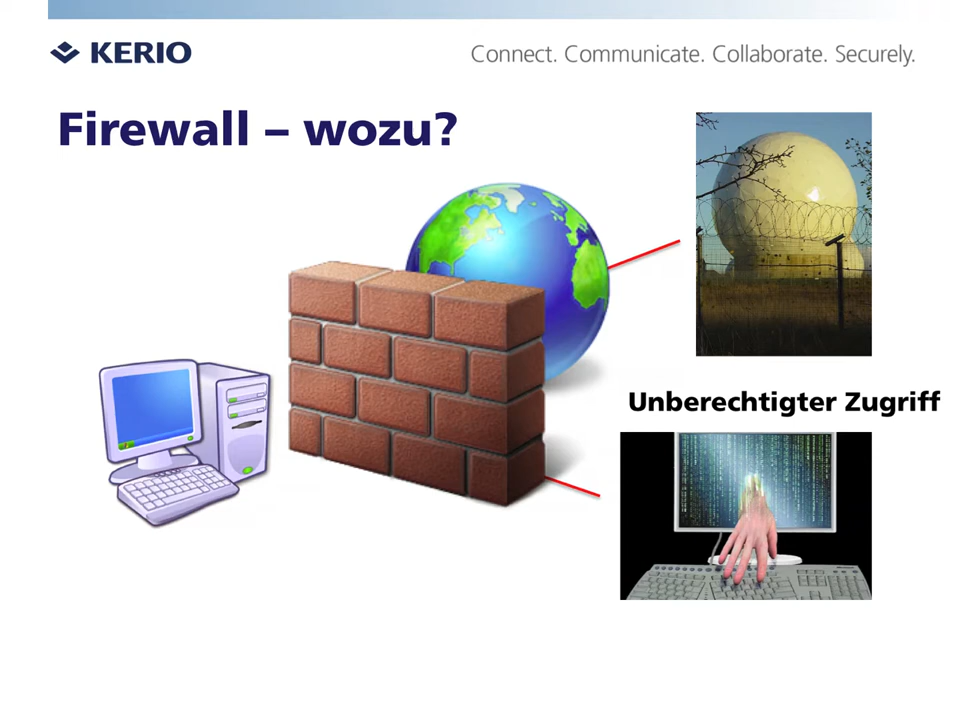 KERIO
Connect. Communicate. Collaborate. Securely.
Firewall – wozu?
Unberechtigter Zugriff